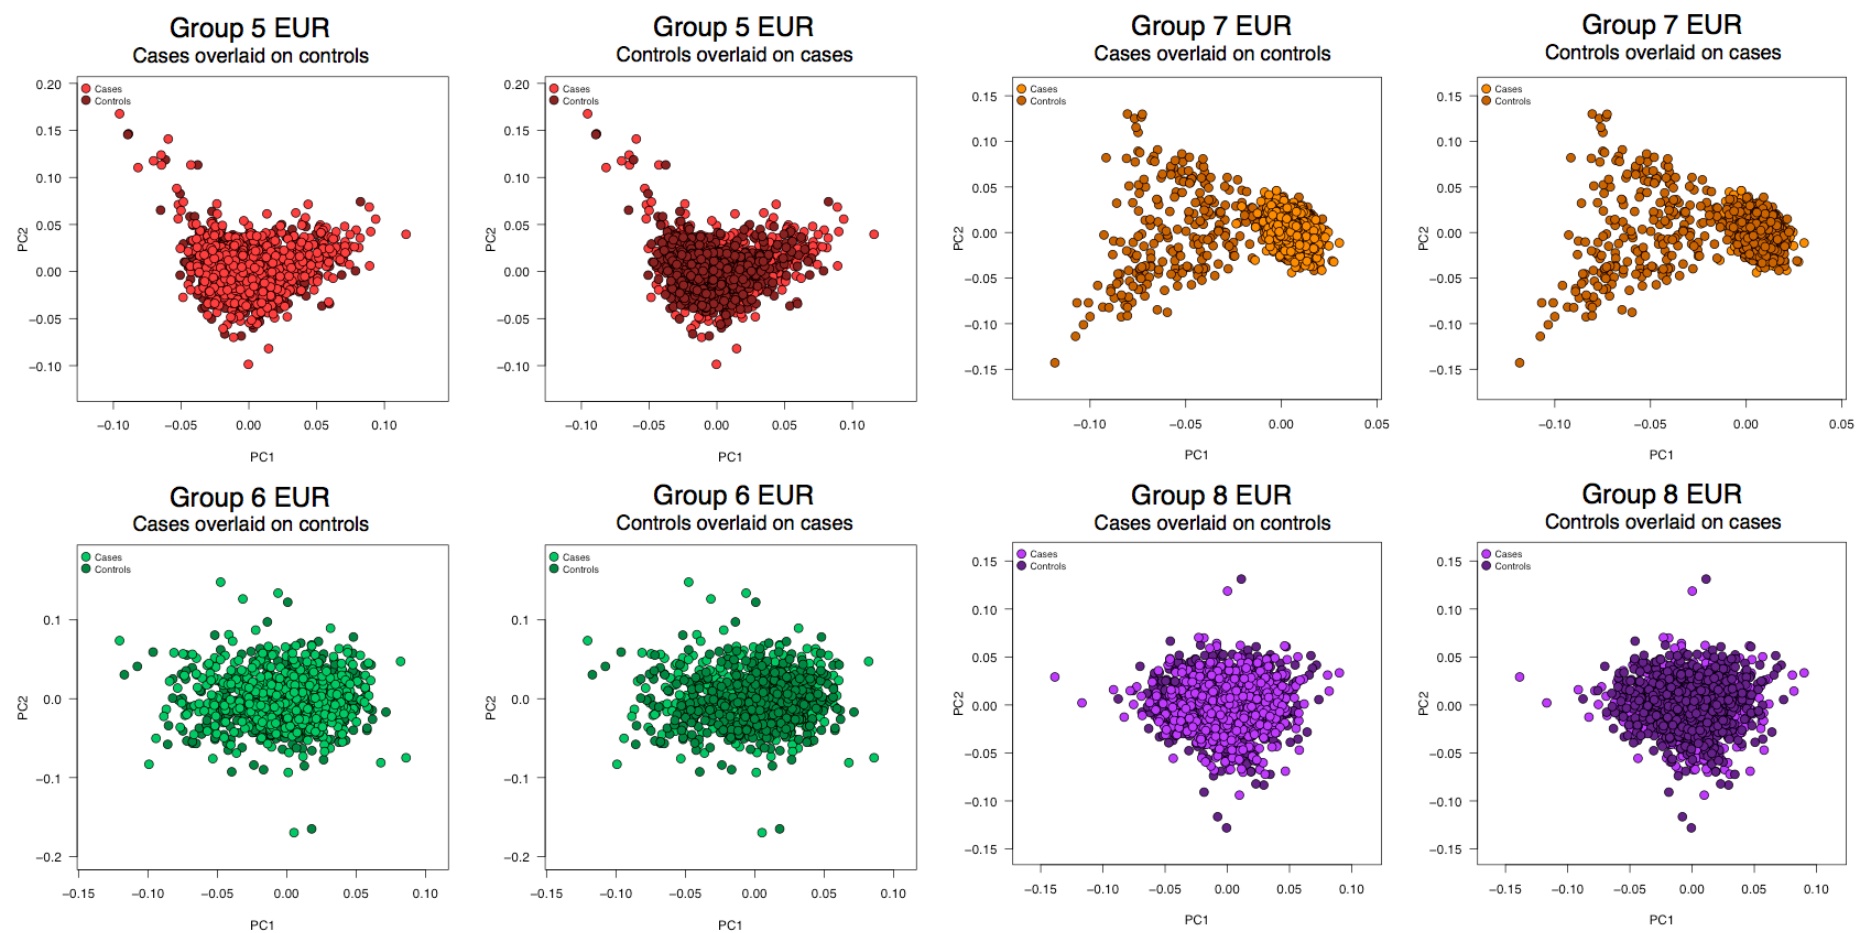 Group 5 EUR
Cases overlaid on controls
Cases
Controls
0.20
0.15
0.10
0.05
0.00
−0.05
−0.10
PC2
−0.10 −0.05 0.00 0.05 0.10
PC1
Group 5 EUR
Controls overlaid on cases
Cases
Controls
0.20
0.15
0.10
0.05
0.00
−0.05
−0.10
PC2
−0.10 −0.05 0.00 0.05 0.10
PC1
Group 7 EUR
Cases overlaid on controls
Cases
Controls
0.15
0.10
0.05
0.00
−0.05
−0.10
−0.15
PC2
−0.10 −0.05 0.00 0.05
PC1
Group 7 EUR
Controls overlaid on cases
Cases
Controls
0.15
0.10
0.05
0.00
−0.05
−0.10
−0.15
PC2
−0.10 −0.05 0.00 0.05
PC1
Group 6 EUR
Cases overlaid on controls
Cases
Controls
0.1
0.0
−0.1
−0.2
PC2
−0.15 −0.10 −0.05 0.00 0.05 0.10
PC1
Group 6 EUR
Controls overlaid on cases
Cases
Controls
0.1
0.0
−0.1
−0.2
PC2
−0.15 −0.10 −0.05 0.00 0.05 0.10
PC1
Group 8 EUR
Cases overlaid on controls
Cases
Controls
0.15
0.10
0.05
0.00
−0.05
−0.10
−0.15
PC2
−0.15 −0.10 −0.05 0.00 0.05 0.10
PC1
Group 8 EUR
Controls overlaid on cases
Cases
Controls
0.15
0.10
0.05
0.00
−0.05
−0.10
−0.15
PC2
−0.15 −0.10 −0.05 0.00 0.05 0.10
PC1